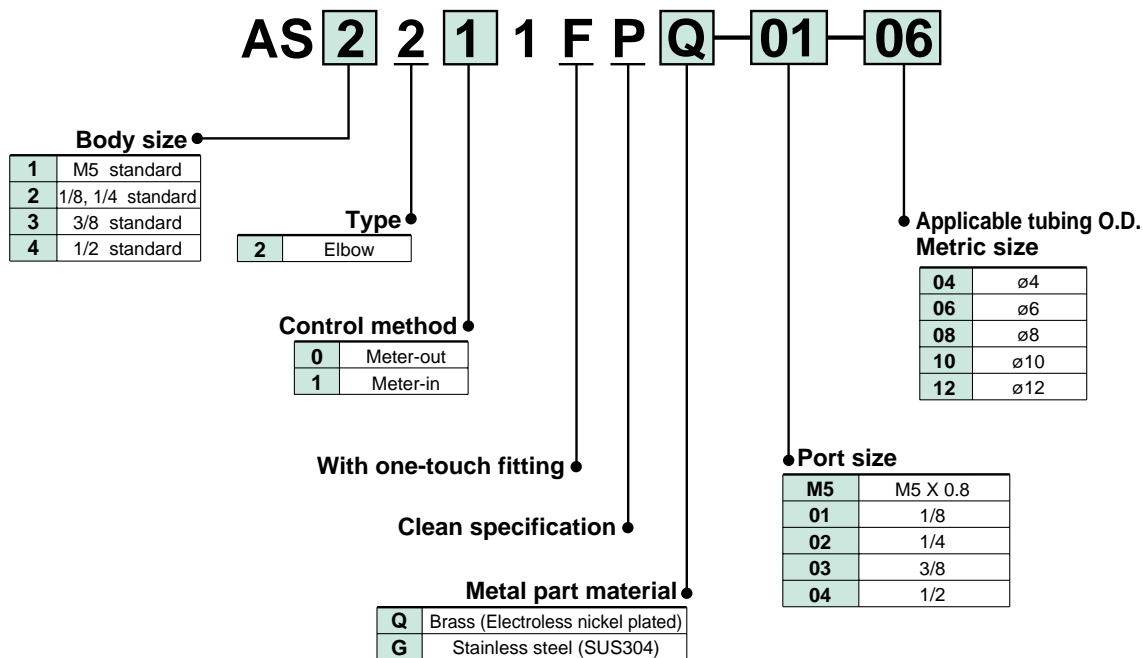 AS 2 2 1 1 F P Q 01 06
Body size
1 M5 standard
2 1/8, 1/4 standard
3 3/8 standard
4 1/2 standard
Type
2 Elbow
Control method
0 Meter-out
1 Meter-in
With one-touch fitting
Clean specification
Metal part material
Q Brass (Electroless nickel plated)
G Stainless steel (SUS304)
Port size
M5 M5 X 0.8
01 1/8
02 1/4
03 3/8
04 1/2
Applicable tubing O.D.
Metric size
04 ø4
06 ø6
08 ø8
10 ø10
12 ø12